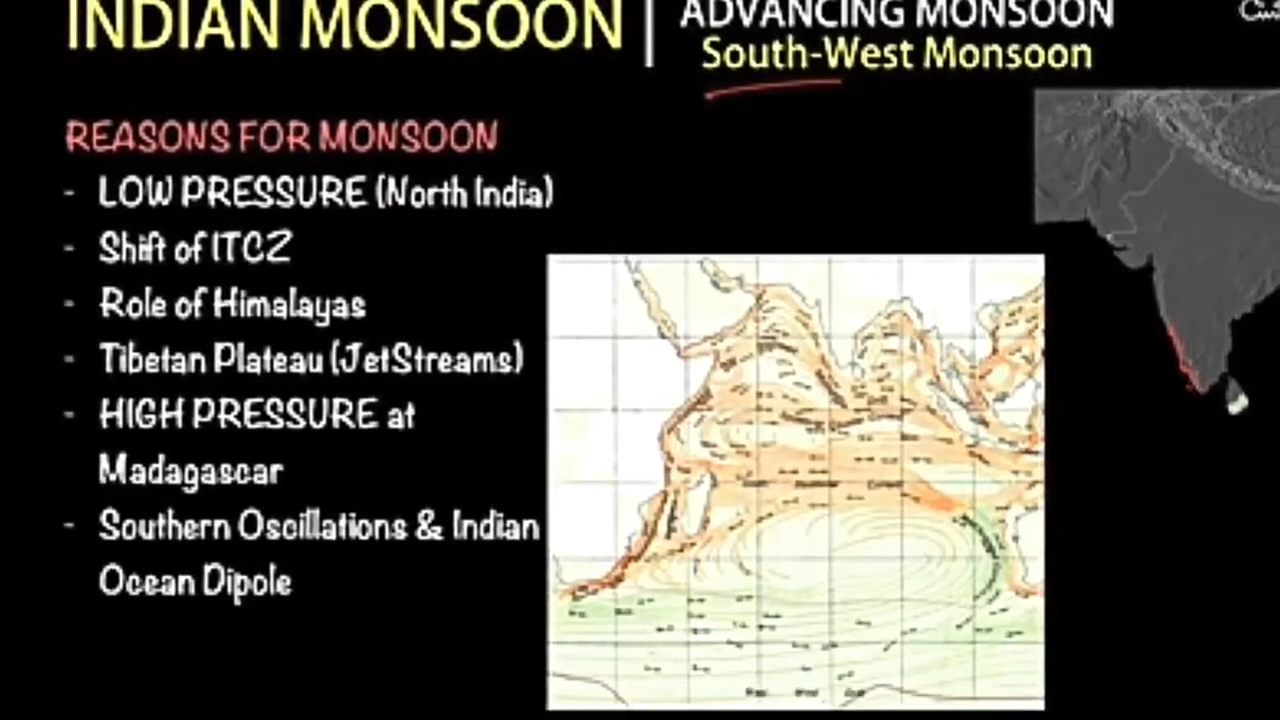 INDIAN MONSOON
ADVANCING MONSOON
South-West Monsoon
REASONS FOR MONSOON
- LOW PRESSURE (North India)
- Shift of ITCZ
- Role of Himalayas
- Tibetan Plateau (JetStreams)
- HIGH PRESSURE at
Madagascar
- Southern Oscillations & Indian
Ocean Dipole